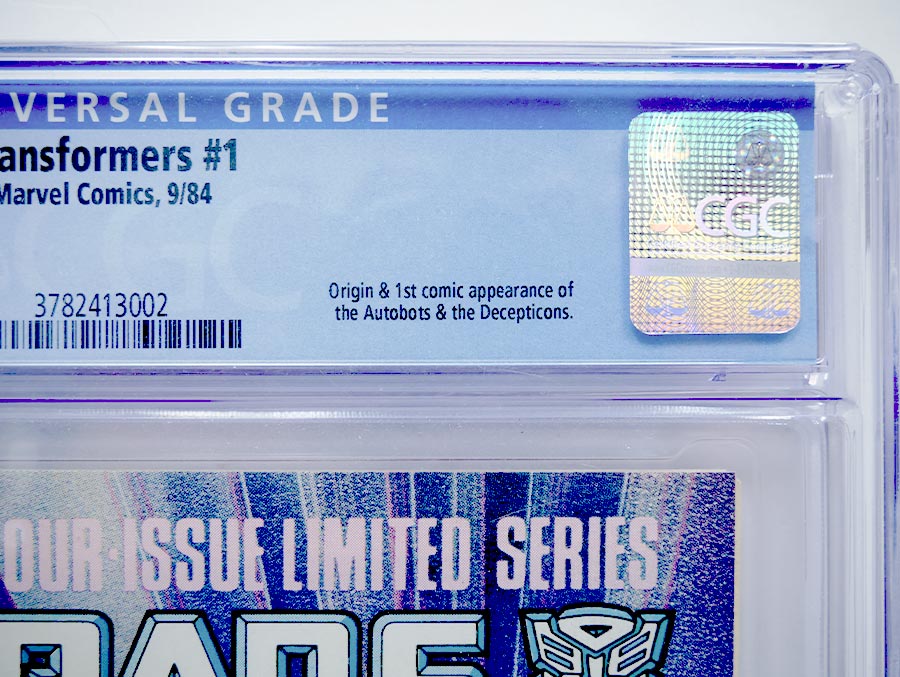 VERSAL GRADE
ansformers #1
Marvel Comics, 9/84
CGC
3782413002
Origin & 1st comic appearance of
the Autobots & the Decepticons.
OUR-ISSUE LIMITED SERIES